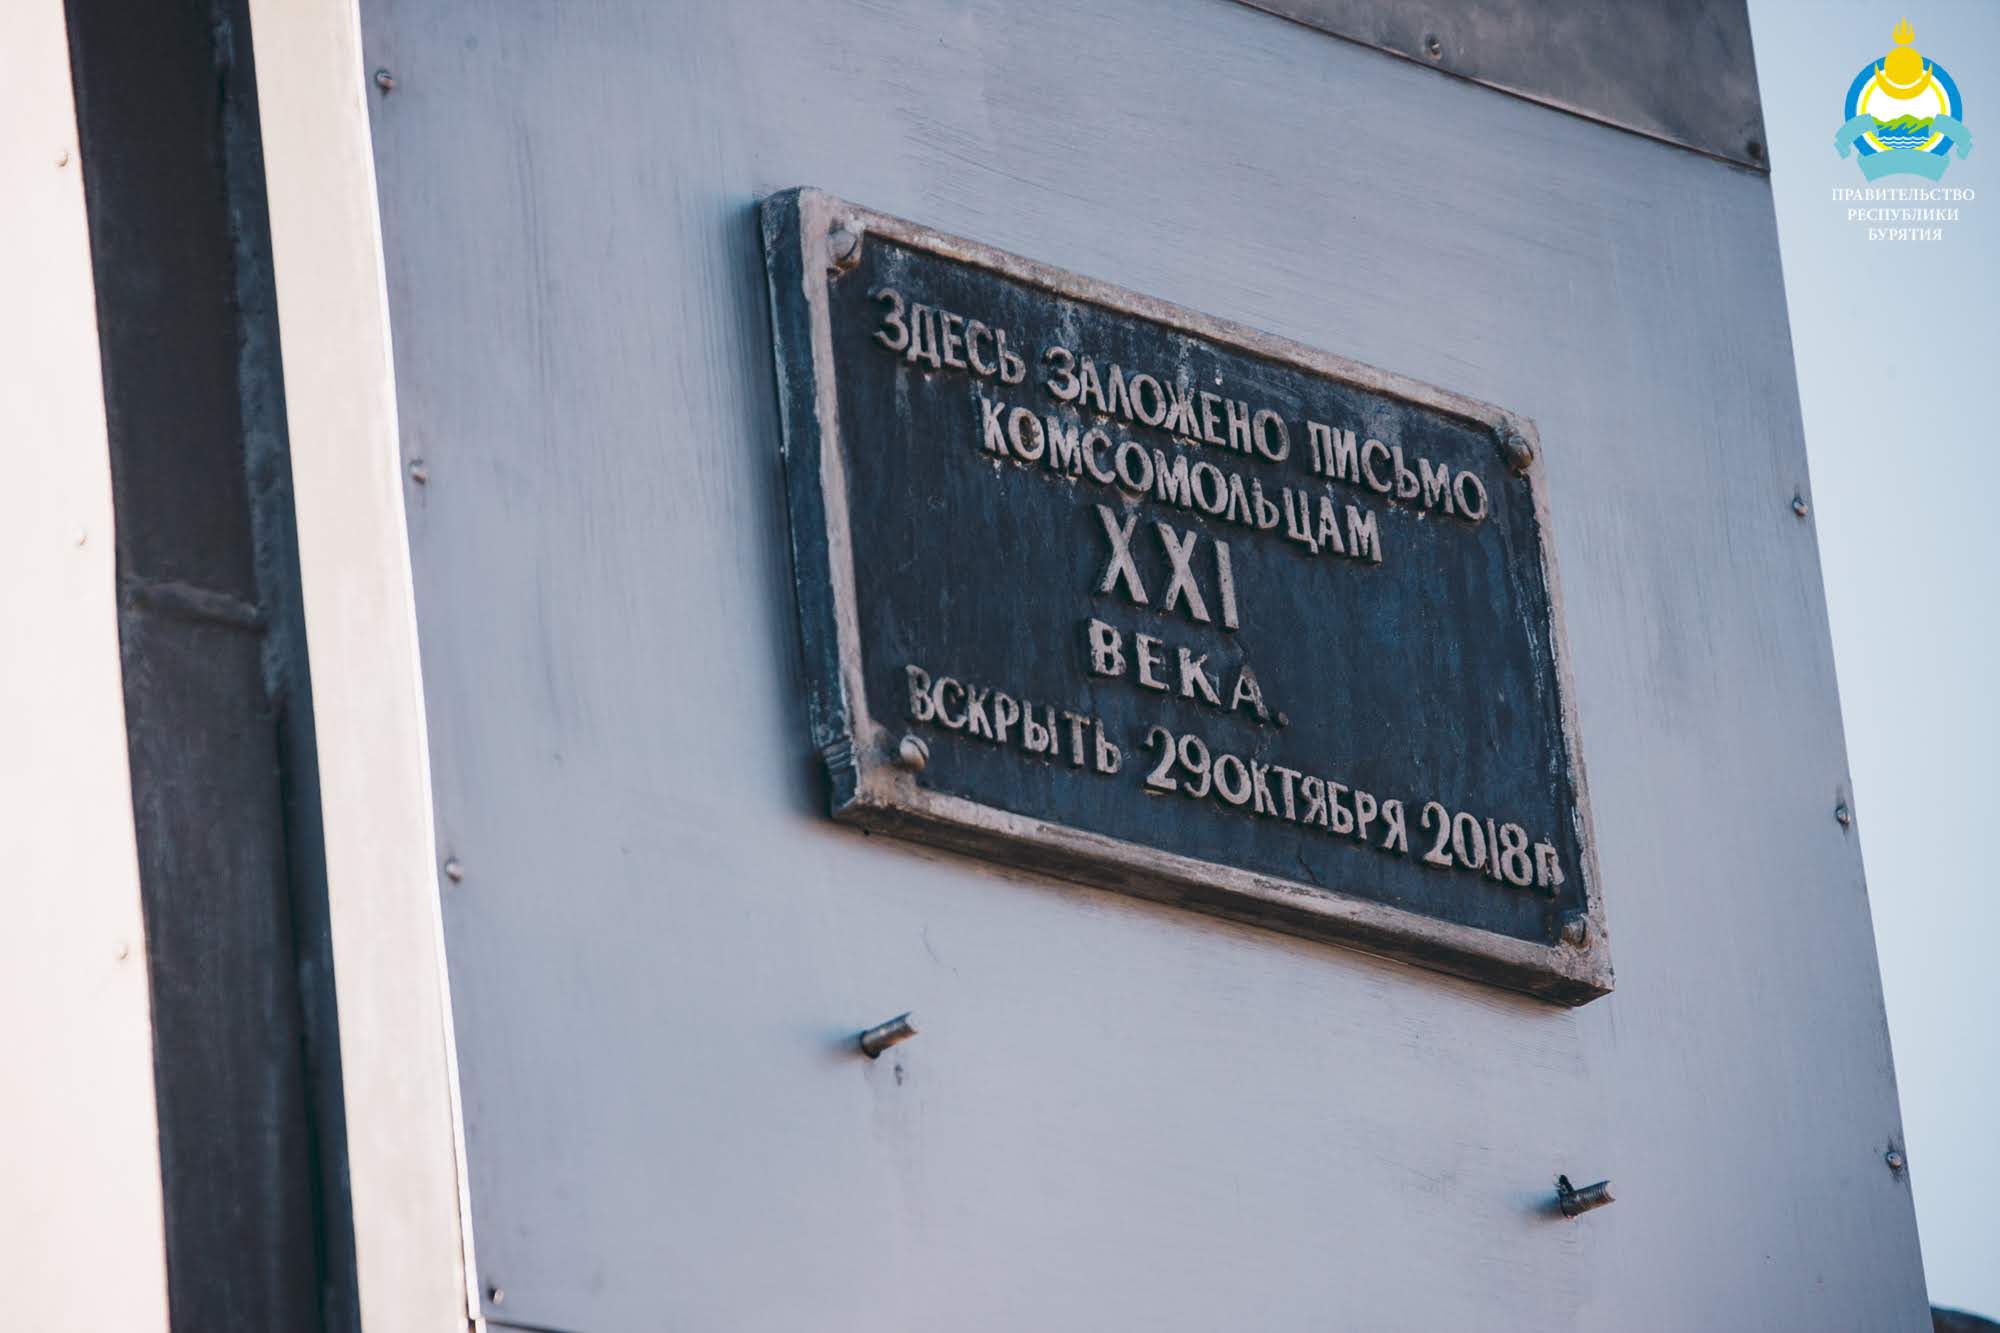 ПРАВИТЕЛЬСТВО
РЕСПУБЛИКИ
БУРЯТИЯ
ЗДЕСЬ ЗАЛОЖЕНО ПИСЬМО
КОМСОМОЛЬЦАМ
XXI
ВЕКА.
ВСКРЫТЬ 29 ОКТЯБРЯ 2018 Г.